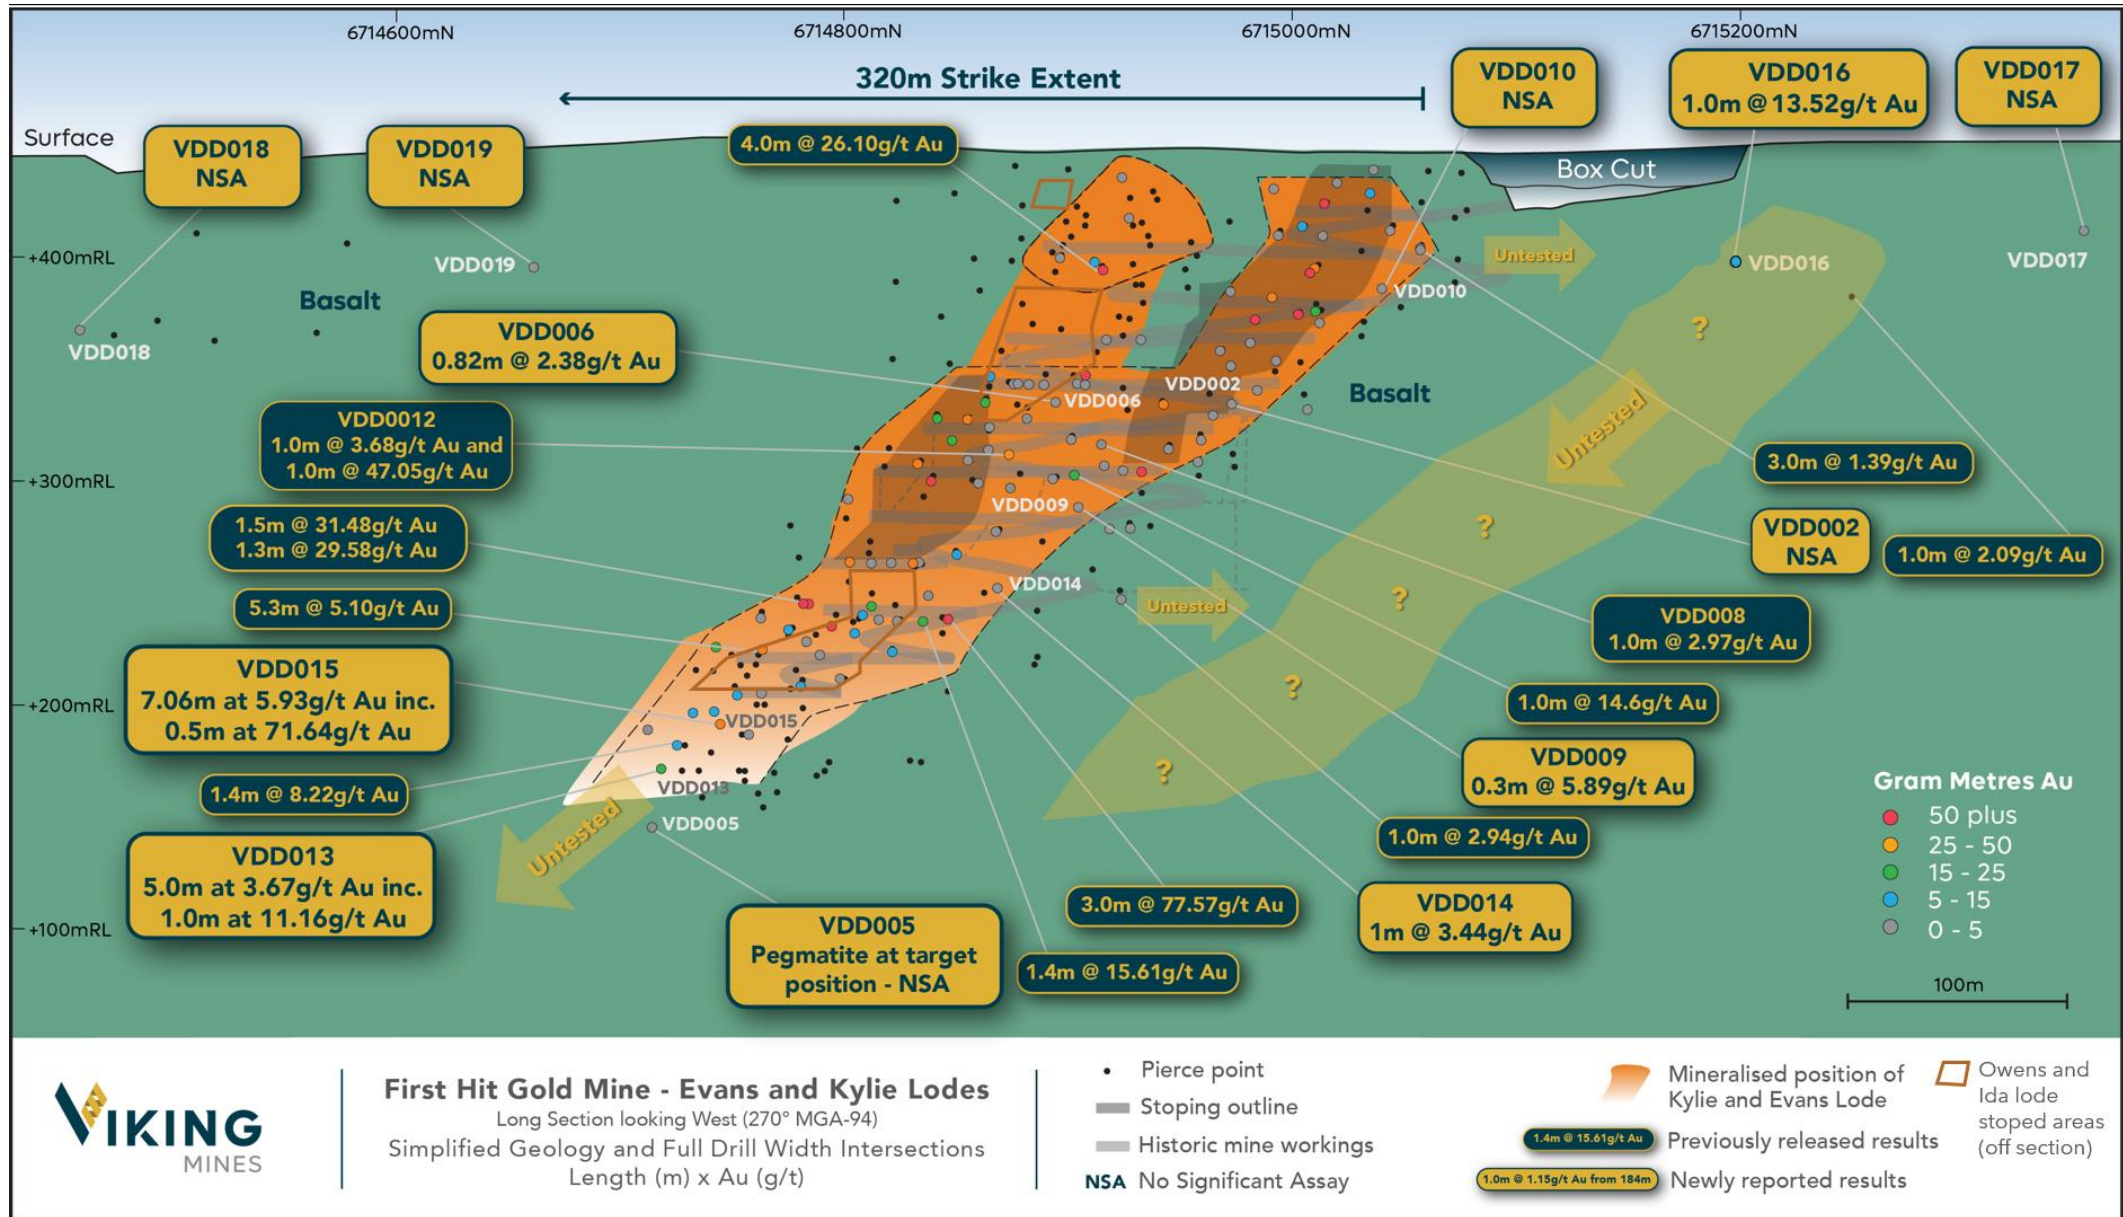 6714600mN
6714800mN
6715000mN
6715200mN
320m Strike Extent
Surface
VDD018
NSA
VDD019
NSA
4.0m @ 26.10g/t Au
VDD010
NSA
VDD016
1.0m @ 13.52g/t Au
VDD017
NSA
Box Cut
+400mRL
VDD019
Basalt
VDD018
Untested
VDD010
VDD016
VDD017
?
VDD006
0.82m @ 2.38g/t Au
VDD002
VDD006
Basalt
Untested
VDD0012
1.0m @ 3.68g/t Au and
1.0m @ 47.05g/t Au
3.0m @ 1.39g/t Au
+300mRL
VDD009
?
VDD002
NSA
1.0m @ 2.09g/t Au
1.5m @ 31.48g/t Au
1.3m @ 29.58g/t Au
VDD014
Untested
?
5.3m @ 5.10g/t Au
VDD008
1.0m @ 2.97g/t Au
VDD015
7.06m at 5.93g/t Au inc.
0.5m at 71.64g/t Au
?
+200mRL
VDD015
1.0m @ 14.6g/t Au
1.4m @ 8.22g/t Au
VDD013
?
VDD009
0.3m @ 5.89g/t Au
VDD005
Untested
1.0m @ 2.94g/t Au
VDD013
5.0m at 3.67g/t Au inc.
1.0m at 11.16g/t Au
3.0m @ 77.57g/t Au
VDD014
1m @ 3.44g/t Au
+100mRL
VDD005
Pegmatite at target
position - NSA
1.4m @ 15.61g/t Au
Gram Metres Au
50 plus
25 - 50
15 - 25
5 - 15
0 - 5
100m
VIKING
MINES
First Hit Gold Mine - Evans and Kylie Lodes
Long Section looking West (270° MGA-94)
Simplified Geology and Full Drill Width Intersections
Length (m) x Au (g/t)
Pierce point
Stoping outline
Historic mine workings
NSA No Significant Assay
Mineralised position of
Kylie and Evans Lode
1.4m @ 15.61g/t Au Previously released results
1.0m @ 1.15g/t Au from 184m Newly reported results
Owens and
Ida lode
stoped areas
(off section)